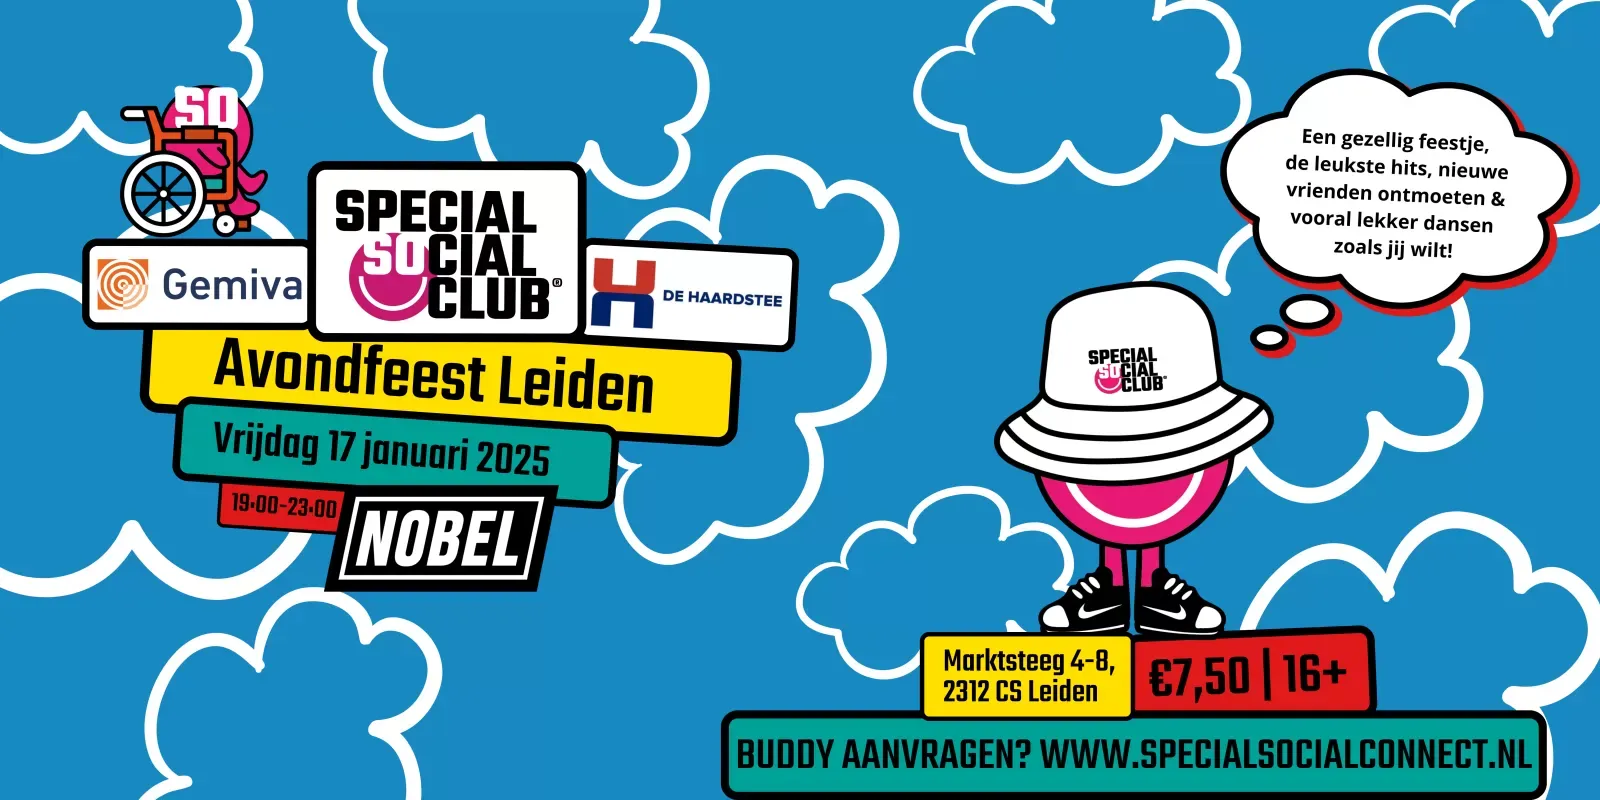 SO
Gemiva
SPECIAL
SOCIAL
CLUB®
DE HAARDSTEE
Avondfeest Leiden
Vrijdag 17 januari 2025
19:00-23:00
NOBEL
Een gezellig feestje,
de leukste hits, nieuwe
vrienden ontmoeten &
vooral lekker dansen
zoals jij wilt!
SPECIAL
SOCIAL
CLUB®
Marktsteeg 4-8,
2312 CS Leiden
€7,50 | 16+
BUDDY AANVRAGEN? WWW.SPECIALSOCIALCONNECT.NL